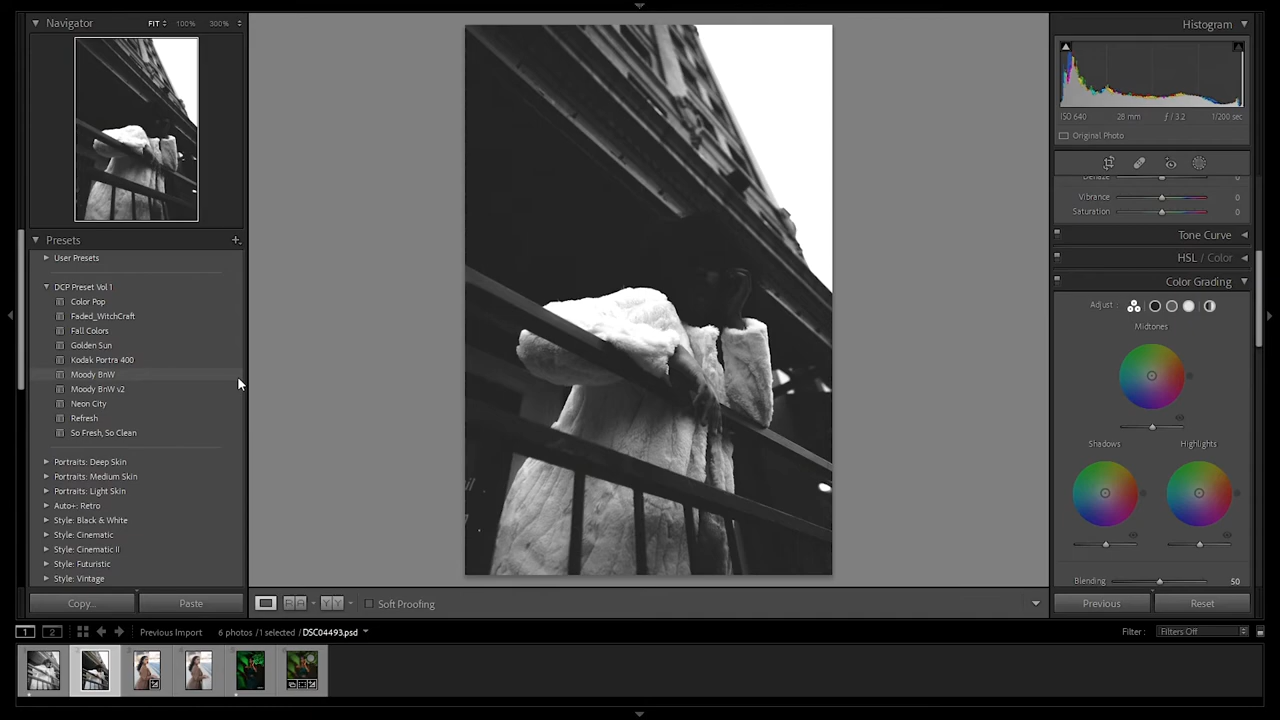 Navigator FIT 100% 300%
Presets +
User Presets
DCP Preset Vol 1
Color Pop
Faded_WitchCraft
Fall Colors
Golden Sun
Kodak Portra 400
Moody BnW
Moody BnW v2
Neon City
Refresh
So Fresh, So Clean
Portraits: Deep Skin
Portraits: Medium Skin
Portraits: Light Skin
Auto+: Retro
Style: Black & White
Style: Cinematic
Style: Cinematic II
Style: Futuristic
Style: Vintage
Copy... Paste
R A Y Y Soft Proofing
Histogram
ISO 640 28 mm ƒ / 3.2 1/200 sec
Original Photo
Dehaze 0
Vibrance 0
Saturation 0
Tone Curve
HSL / Color
Color Grading
Adjust :
Midtones
Shadows Highlights
Blending 50
Previous Reset
1 2 Previous Import 6 photos / 1 selected / DSC04493.psd Filter : Filters Off